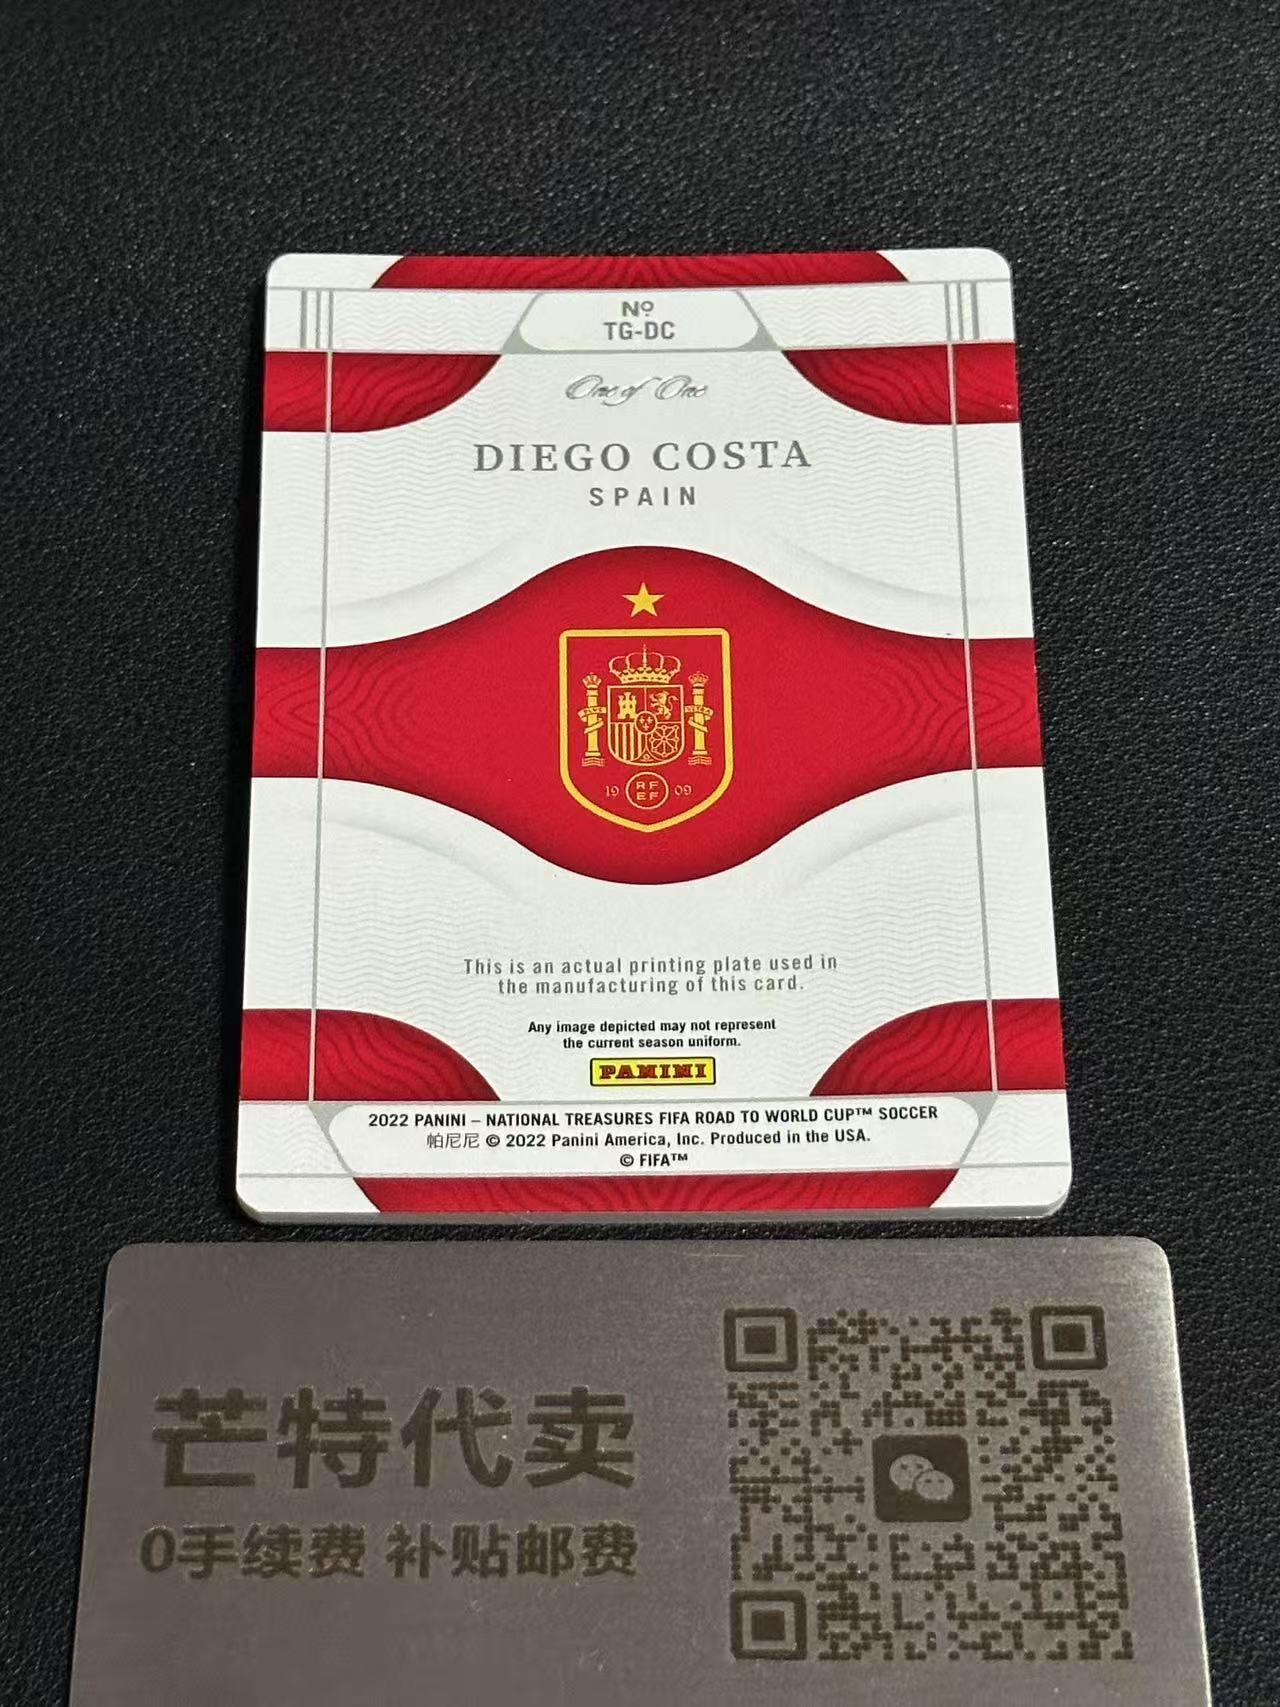 Nº
TG-DC
One of One
DIEGO COSTA
SPAIN
PLUS
ULTRA
19 RF EF 09
This is an actual printing plate used in
the manufacturing of this card.
Any image depicted may not represent
the current season uniform.
PANINI
2022 PANINI – NATIONAL TREASURES FIFA ROAD TO WORLD CUP™ SOCCER
帕尼尼 © 2022 Panini America, Inc. Produced in the USA.
© FIFA™
芒特代卖
0手续费 补贴邮费